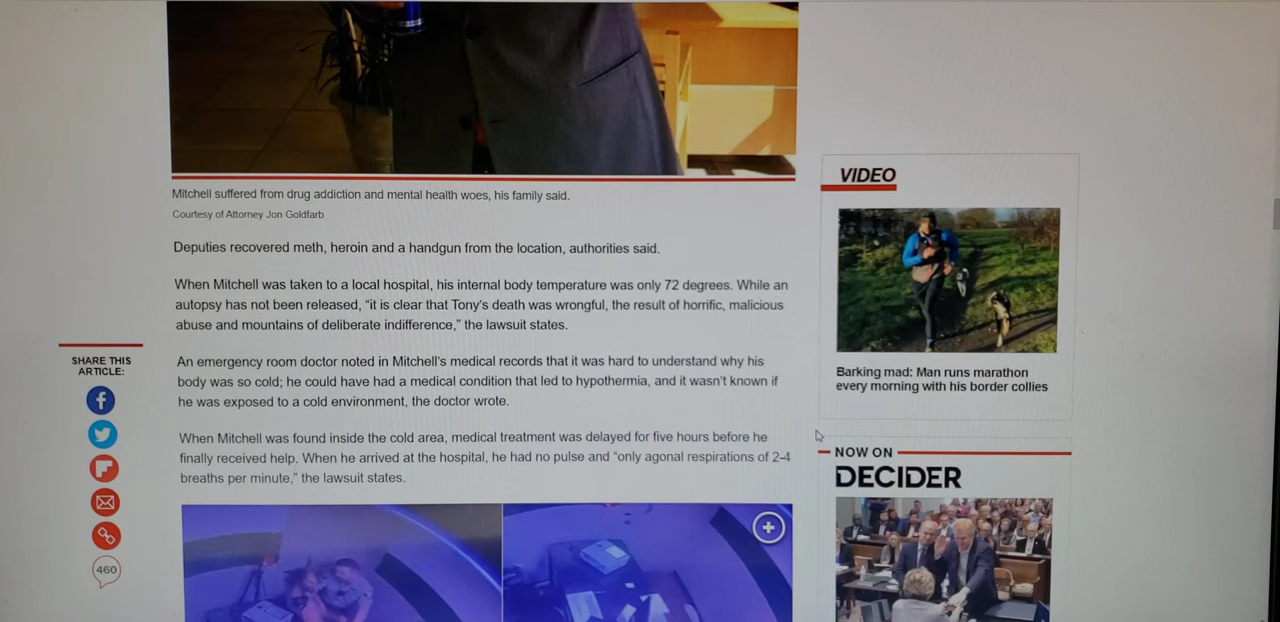 Mitchell suffered from drug addiction and mental health woes, his family said.
Courtesy of Attorney Jon Goldfarb
Deputies recovered meth, heroin and a handgun from the location, authorities said.
When Mitchell was taken to a local hospital, his internal body temperature was only 72 degrees. While an
autopsy has not been released, “it is clear that Tony's death was wrongful, the result of horrific, malicious
abuse and mountains of deliberate indifference,” the lawsuit states.
An emergency room doctor noted in Mitchell's medical records that it was hard to understand why his
body was so cold; he could have had a medical condition that led to hypothermia, and it wasn't known if
he was exposed to a cold environment, the doctor wrote.
When Mitchell was found inside the cold area, medical treatment was delayed for five hours before he
finally received help. When he arrived at the hospital, he had no pulse and “only agonal respirations of 2-4
breaths per minute,” the lawsuit states.
SHARE THIS
ARTICLE:
460
VIDEO
Barking mad: Man runs marathon
every morning with his border collies
NOW ON
DECIDER